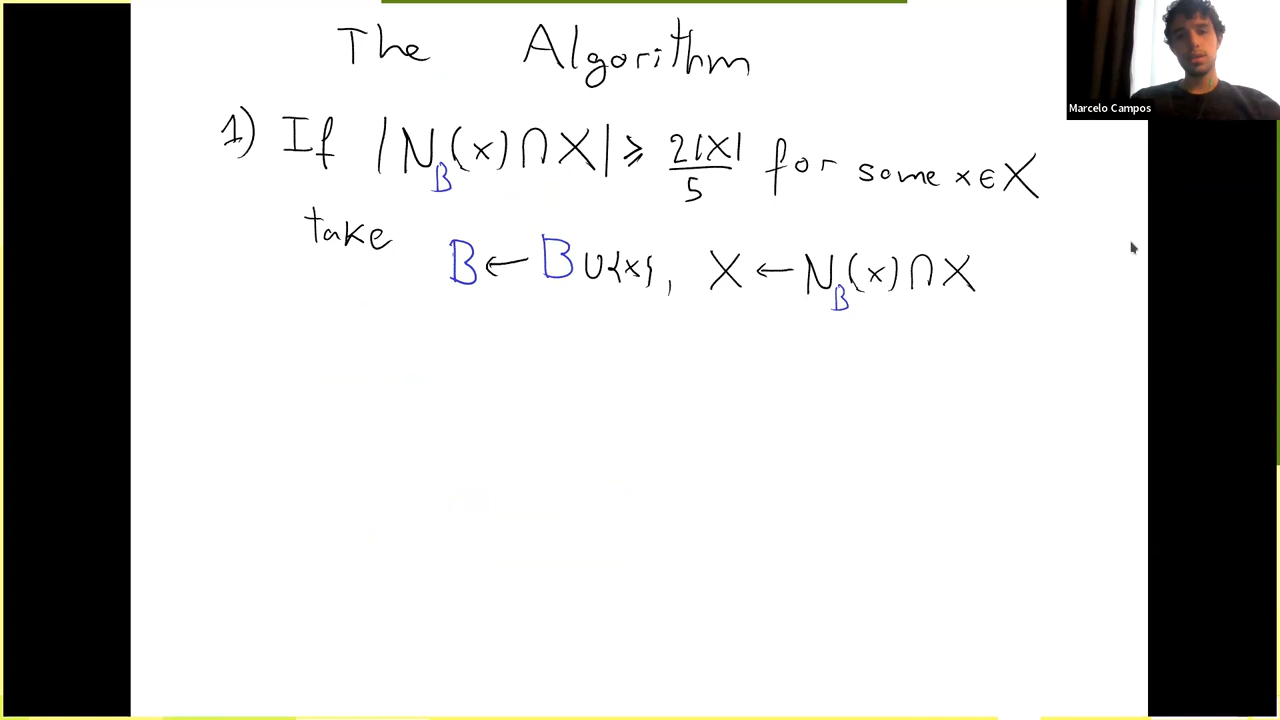 The Algorithm
Marcelo Campos
1) If |N_B(x)∩X| ⩾ 2|X|/5 for some x∈X
take B ← B∪{x}, X ← N_B(x)∩X